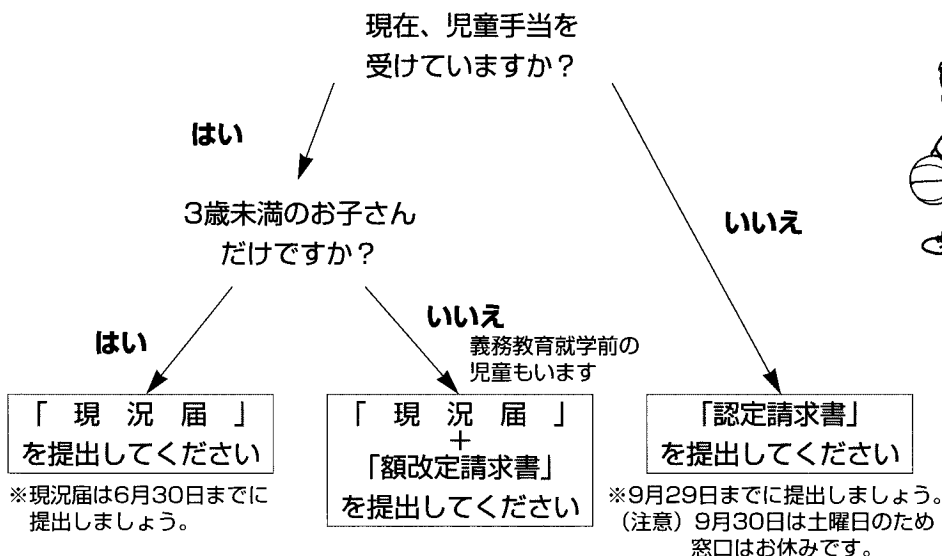 現在、児童手当を
受けていますか?
はい
3歳未満のお子さん
だけですか?
いいえ
はい
いいえ
義務教育就学前の
児童もいます
「現況届」
を提出してください
※現況届は6月30日までに
提出しましょう。
「現況届」
+
「額改定請求書」
を提出してください
「認定請求書」
を提出してください
※9月29日までに提出しましょう。
(注意)9月30日は土曜日のため
窓口はお休みです。